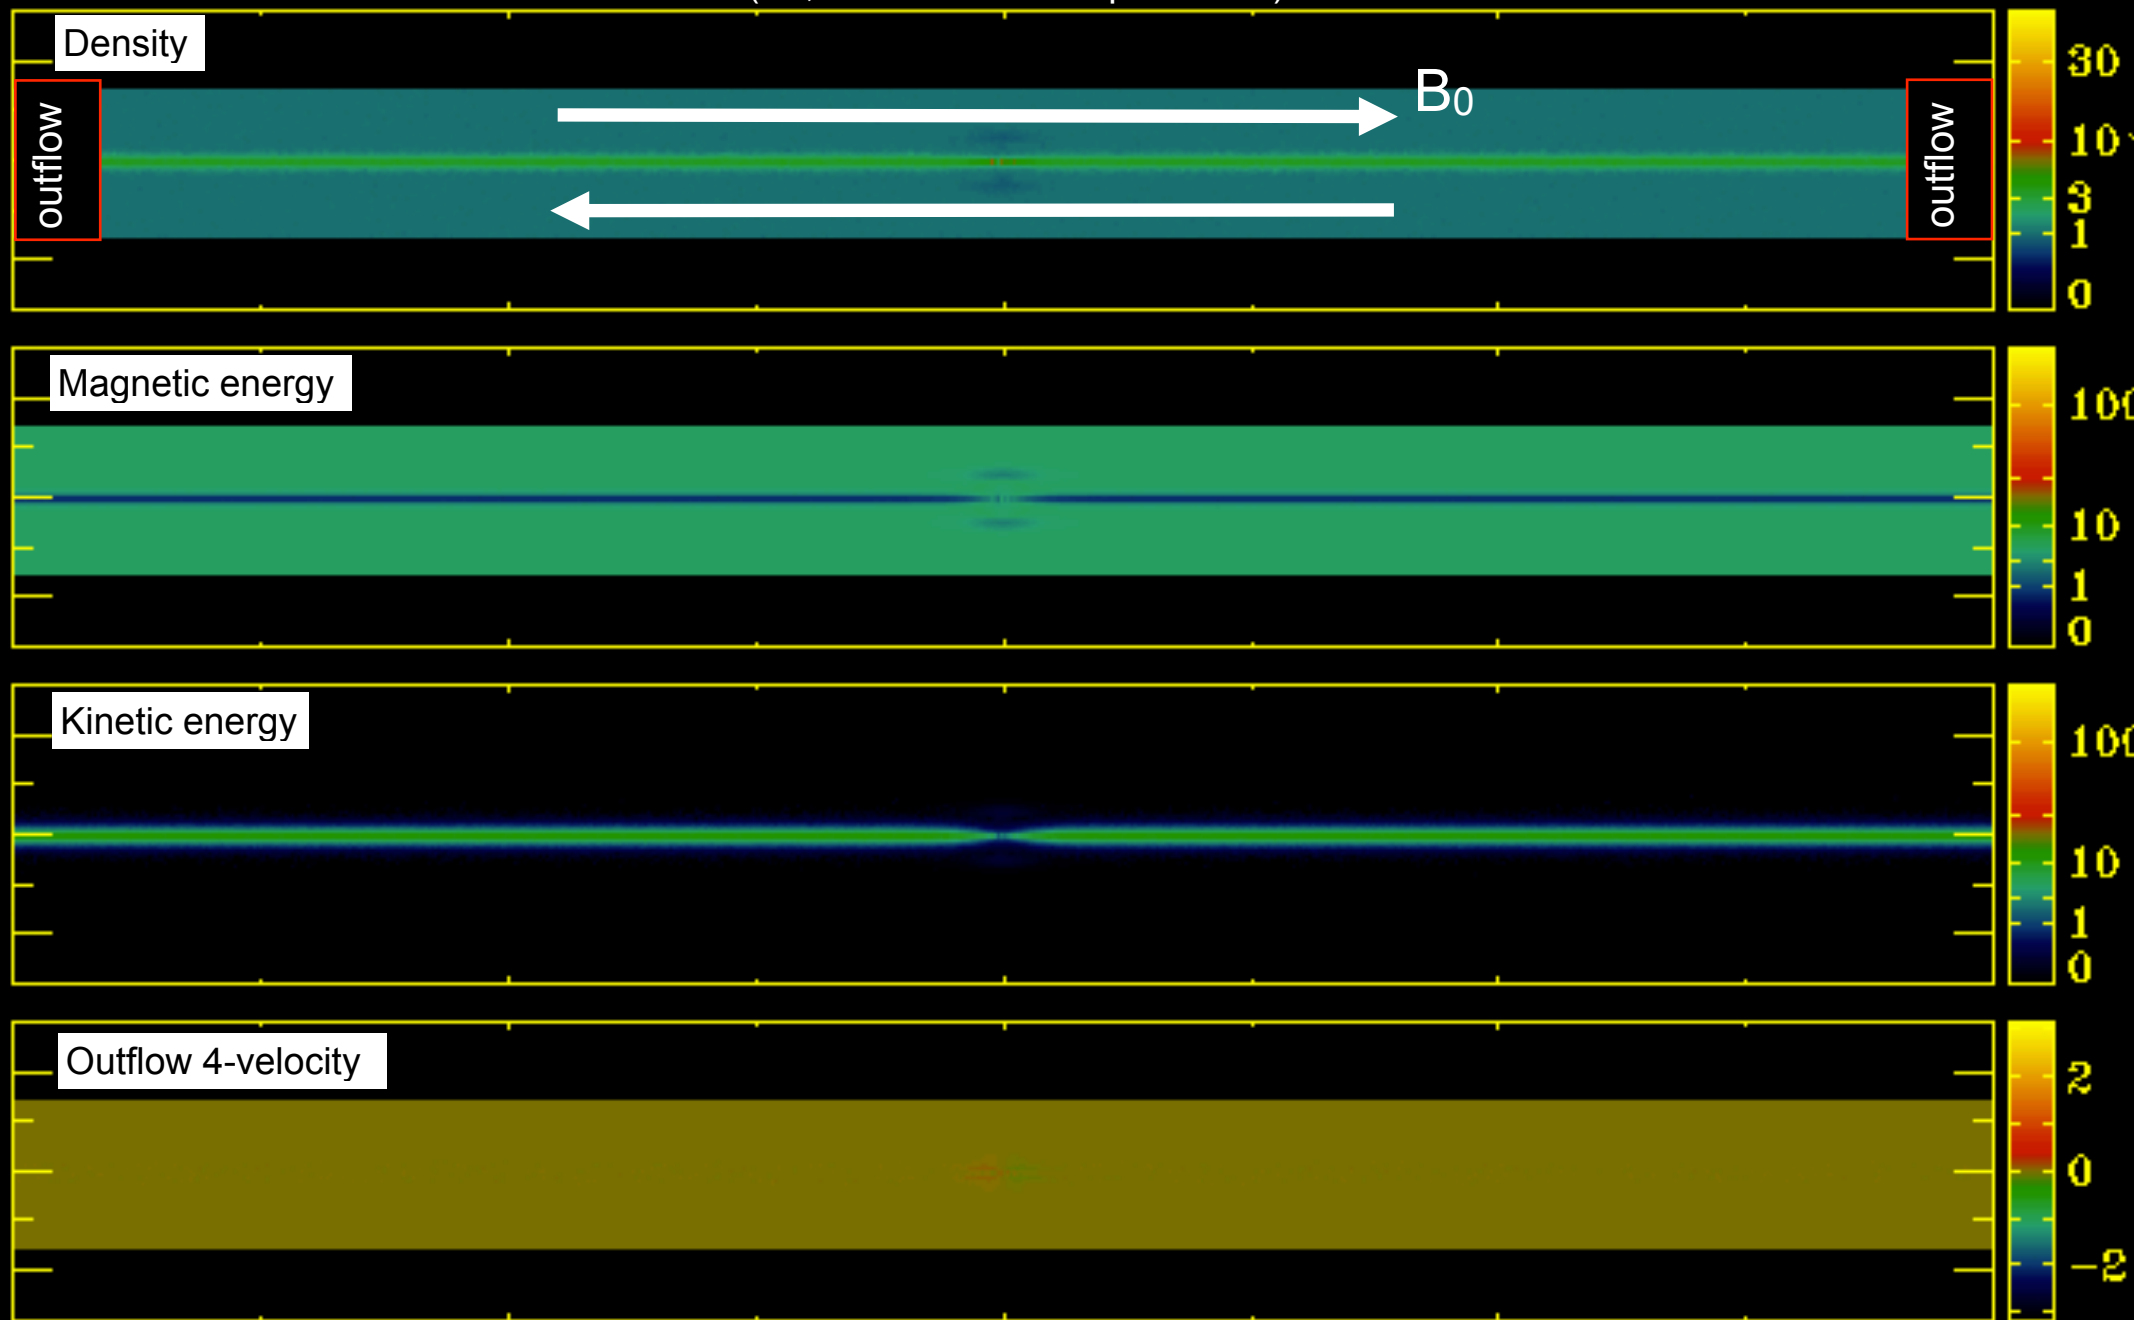 Density
B₀
outflow
outflow
30
10
3
1
0
Magnetic energy
10
1
0
Kinetic energy
10
1
0
Outflow 4-velocity
2
0
-2